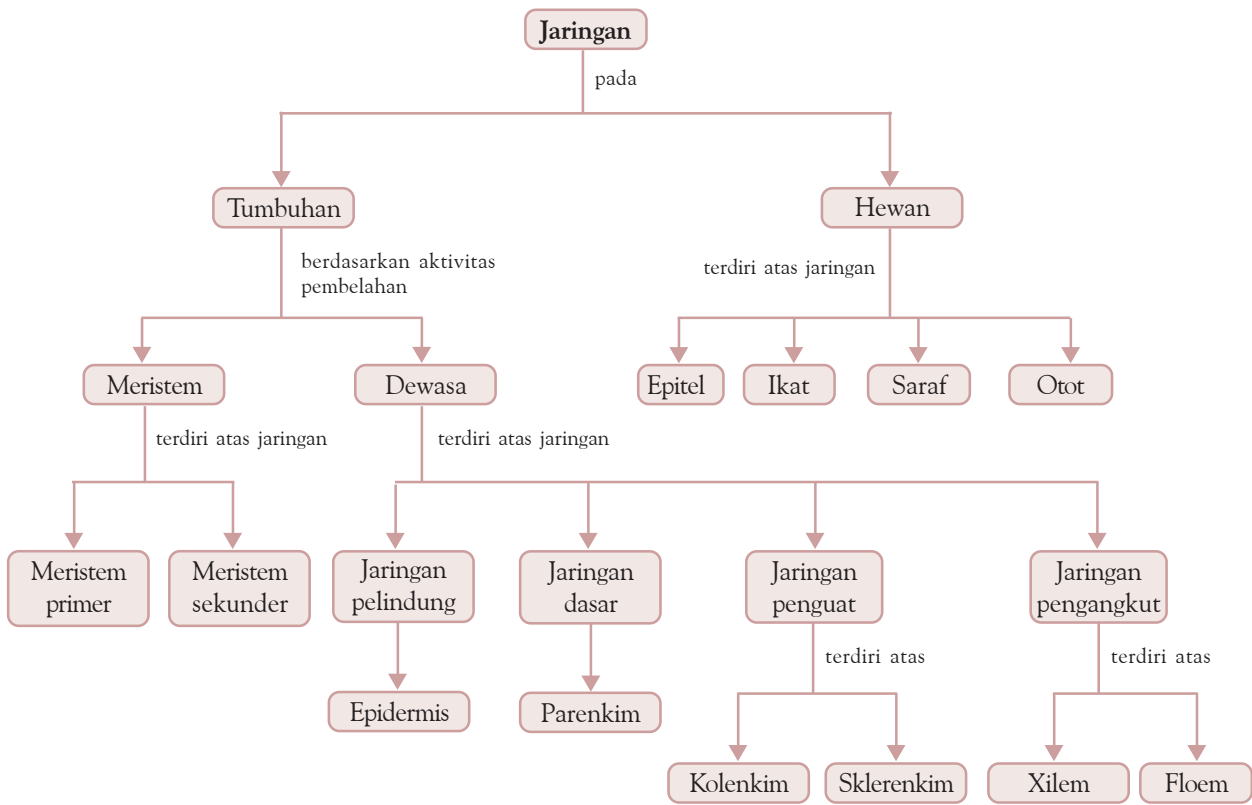 Jaringan
pada
Tumbuhan
Hewan
berdasarkan aktivitas
pembelahan
terdiri atas jaringan
Meristem
Dewasa
Epitel
Ikat
Saraf
Otot
terdiri atas jaringan
terdiri atas jaringan
Meristem
primer
Meristem
sekunder
Jaringan
pelindung
Jaringan
dasar
Jaringan
penguat
Jaringan
pengangkut
terdiri atas
terdiri atas
Epidermis
Parenkim
Kolenkim
Sklerenkim
Xilem
Floem